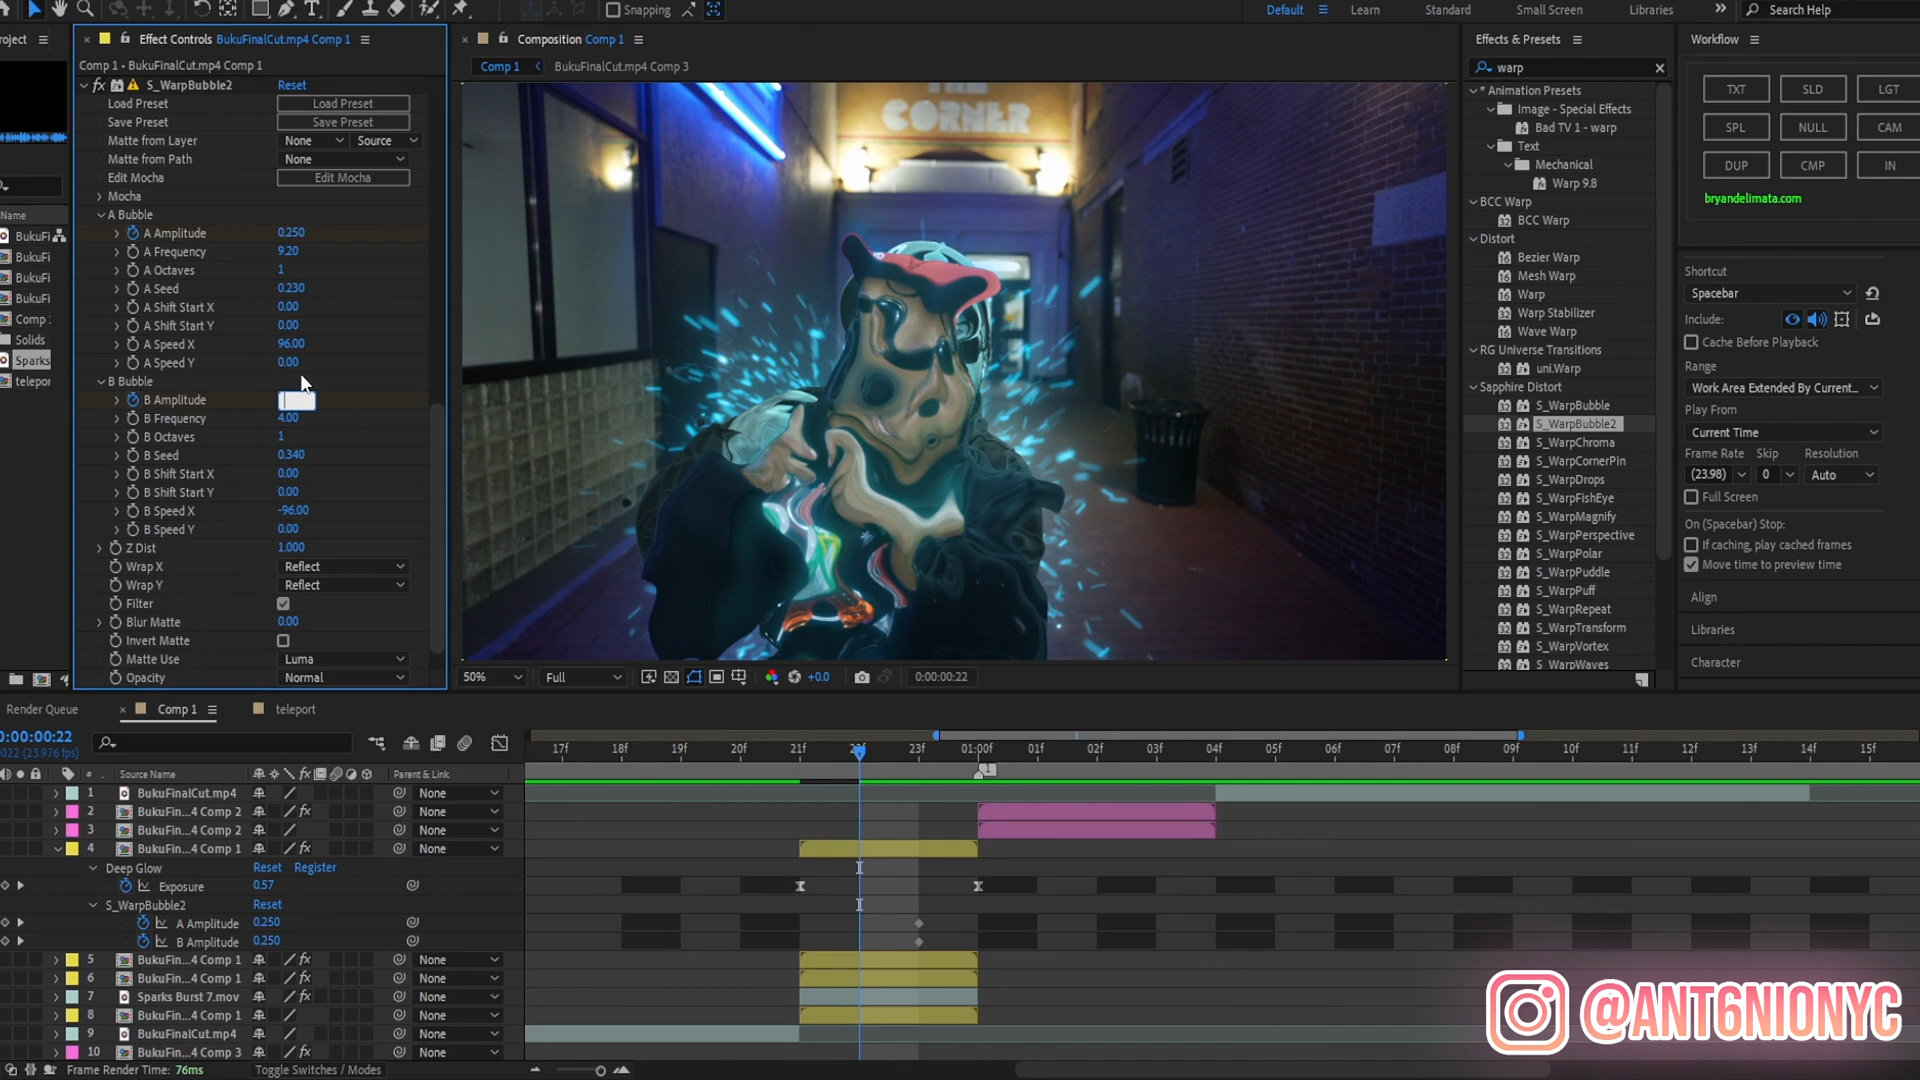 Snapping
Default
Learn
Standard
Small Screen
Libraries
Search Help
roject
Effect Controls BukuFinalCut.mp4 Comp 1
Composition Comp 1
Effects & Presets
Workflow
Comp 1 • BukuFinalCut.mp4 Comp 1
Comp 1
BukuFinalCut.mp4 Comp 3
warp
fx S_WarpBubble2 Reset
Load Preset Load Preset
Save Preset Save Preset
Matte from Layer None Source
Matte from Path None
Edit Mocha Edit Mocha
Mocha
A Bubble
A Amplitude 0.250
A Frequency 9.20
A Octaves 1
A Seed 0.230
A Shift Start X 0.00
A Shift Start Y 0.00
A Speed X 96.00
A Speed Y 0.00
B Bubble
B Amplitude
B Frequency 4.00
B Octaves 1
B Seed 0.340
B Shift Start X 0.00
B Shift Start Y 0.00
B Speed X -96.00
B Speed Y 0.00
Z Dist 1.000
Wrap X Reflect
Wrap Y Reflect
Filter
Blur Matte 0.00
Invert Matte
Matte Use Luma
Opacity Normal
Name
BukuFi
BukuFi
BukuFi
BukuFi
Comp
Solids
Sparks
telepor
CORNER
50% Full +0.0 0:00:00:22
* Animation Presets
Image - Special Effects
Bad TV 1 - warp
Text
Mechanical
Warp 9.8
BCC Warp
BCC Warp
Distort
Bezier Warp
Mesh Warp
Warp
Warp Stabilizer
Wave Warp
RG Universe Transitions
uni.Warp
Sapphire Distort
S_WarpBubble
S_WarpBubble2
S_WarpChroma
S_WarpCornerPin
S_WarpDrops
S_WarpFishEye
S_WarpMagnify
S_WarpPerspective
S_WarpPolar
S_WarpPuddle
S_WarpPuff
S_WarpRepeat
S_WarpTransform
S_WarpVortex
S_WarpWaves
TXT SLD LGT
SPL NULL CAM
DUP CMP IN
bryandelimata.com
Shortcut
Spacebar
Include:
Cache Before Playback
Range
Work Area Extended By Current...
Play From
Current Time
Frame Rate Skip Resolution
(23.98) 0 Auto
Full Screen
On (Spacebar) Stop:
If caching, play cached frames
Move time to preview time
Align
Libraries
Character
Render Queue
Comp 1
teleport
0:00:00:22
022 (23.976 fps)
17f 18f 19f 20f 21f 22f 23f 01:00f 01f 02f 03f 04f 05f 06f 07f 08f 09f 10f 11f 12f 13f 14f 15f
# Source Name fx Parent & Link
1
1 BukuFinalCut.mp4 None
2 BukuFin...4 Comp 2 fx None
3 BukuFin...4 Comp 2 None
4 BukuFin...4 Comp 1 fx None
Deep Glow Reset Register
Exposure 0.57
S_WarpBubble2 Reset
A Amplitude 0.250
B Amplitude 0.250
5 BukuFin...4 Comp 1 fx None
6 BukuFin...4 Comp 1 fx None
7 Sparks Burst 7.mov fx None
8 BukuFin...4 Comp 1 fx None
9 BukuFinalCut.mp4 None
10 BukuFin...4 Comp 3 fx None
Frame Render Time: 76ms
Toggle Switches / Modes
@ANT6NIONYC